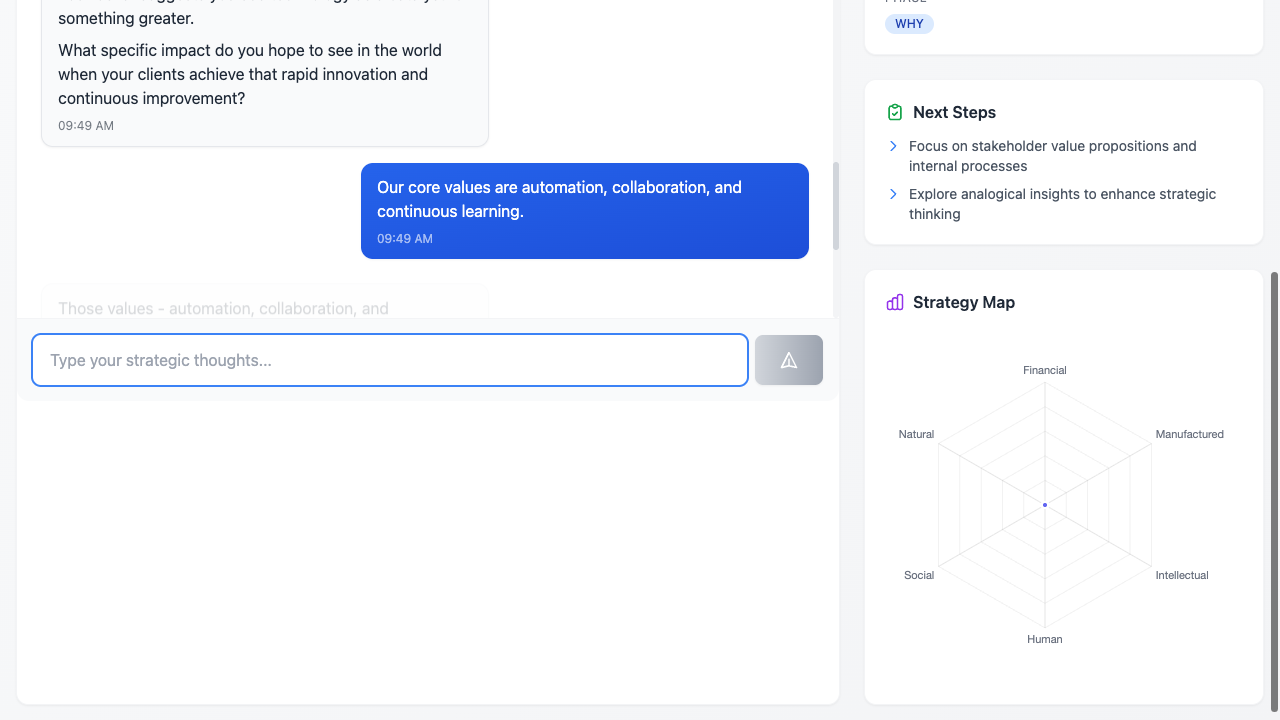 something greater.
What specific impact do you hope to see in the world
when your clients achieve that rapid innovation and
continuous improvement?
09:49 AM
Our core values are automation, collaboration, and
continuous learning.
09:49 AM
Those values - automation, collaboration, and
Type your strategic thoughts...
WHY
Next Steps
Focus on stakeholder value propositions and
internal processes
Explore analogical insights to enhance strategic
thinking
Strategy Map
Financial
Natural
Manufactured
Social
Intellectual
Human